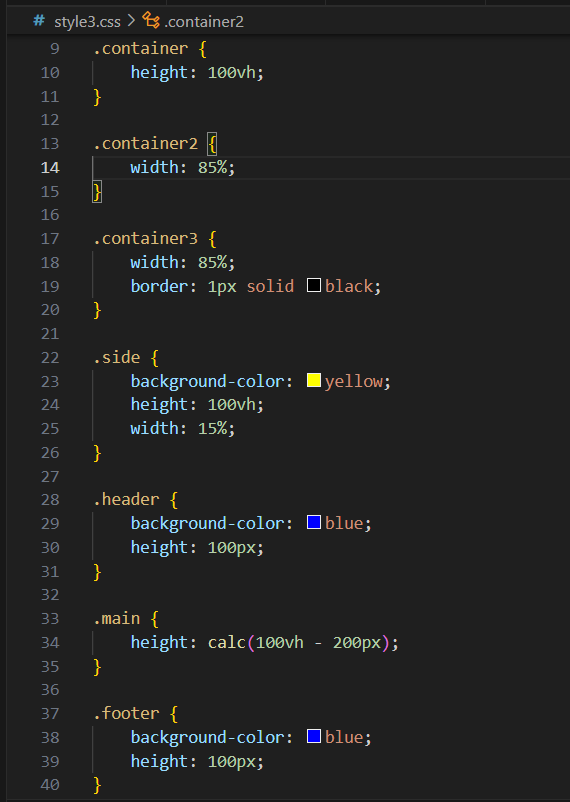 # style3.css > .container2
9 .container {
10 height: 100vh;
11 }
12
13 .container2 {
14 width: 85%;
15 }
16
17 .container3 {
18 width: 85%;
19 border: 1px solid black;
20 }
21
22 .side {
23 background-color: yellow;
24 height: 100vh;
25 width: 15%;
26 }
27
28 .header {
29 background-color: blue;
30 height: 100px;
31 }
32
33 .main {
34 height: calc(100vh - 200px);
35 }
36
37 .footer {
38 background-color: blue;
39 height: 100px;
40 }